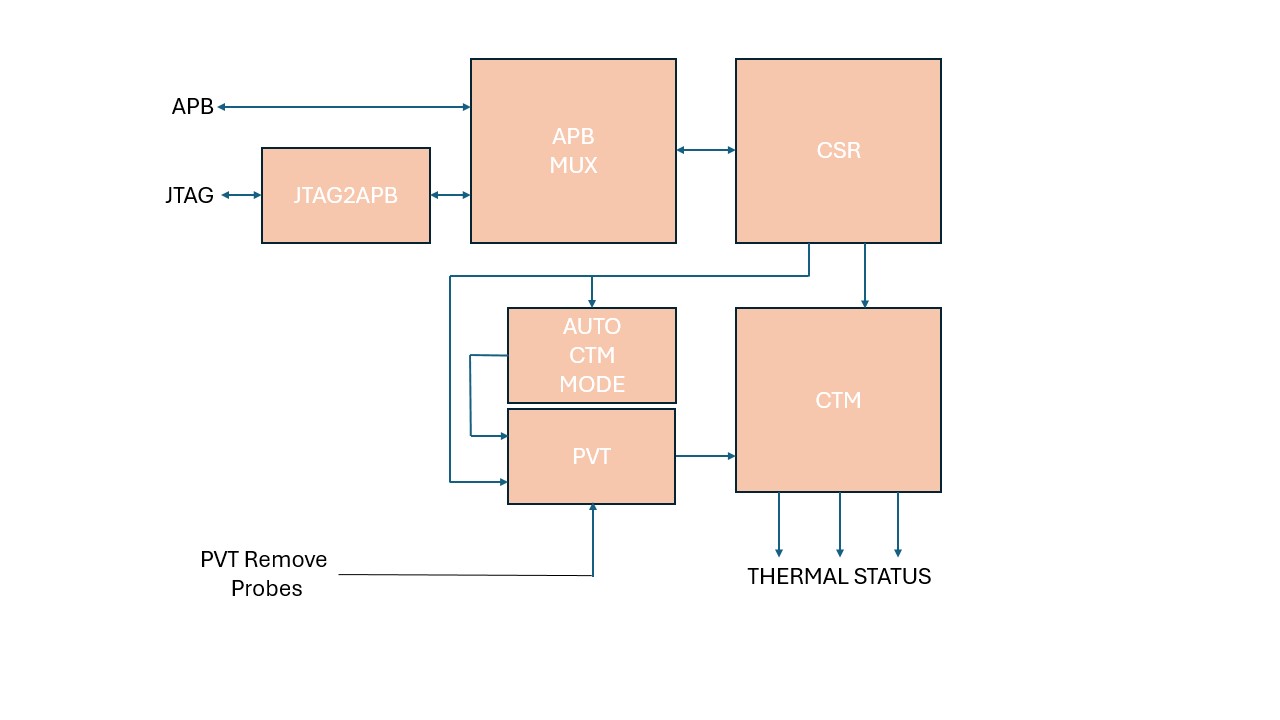 APB
APB
MUX
CSR
JTAG
JTAG2APB
AUTO
CTM
MODE
CTM
PVT
PVT Remove
Probes
THERMAL STATUS